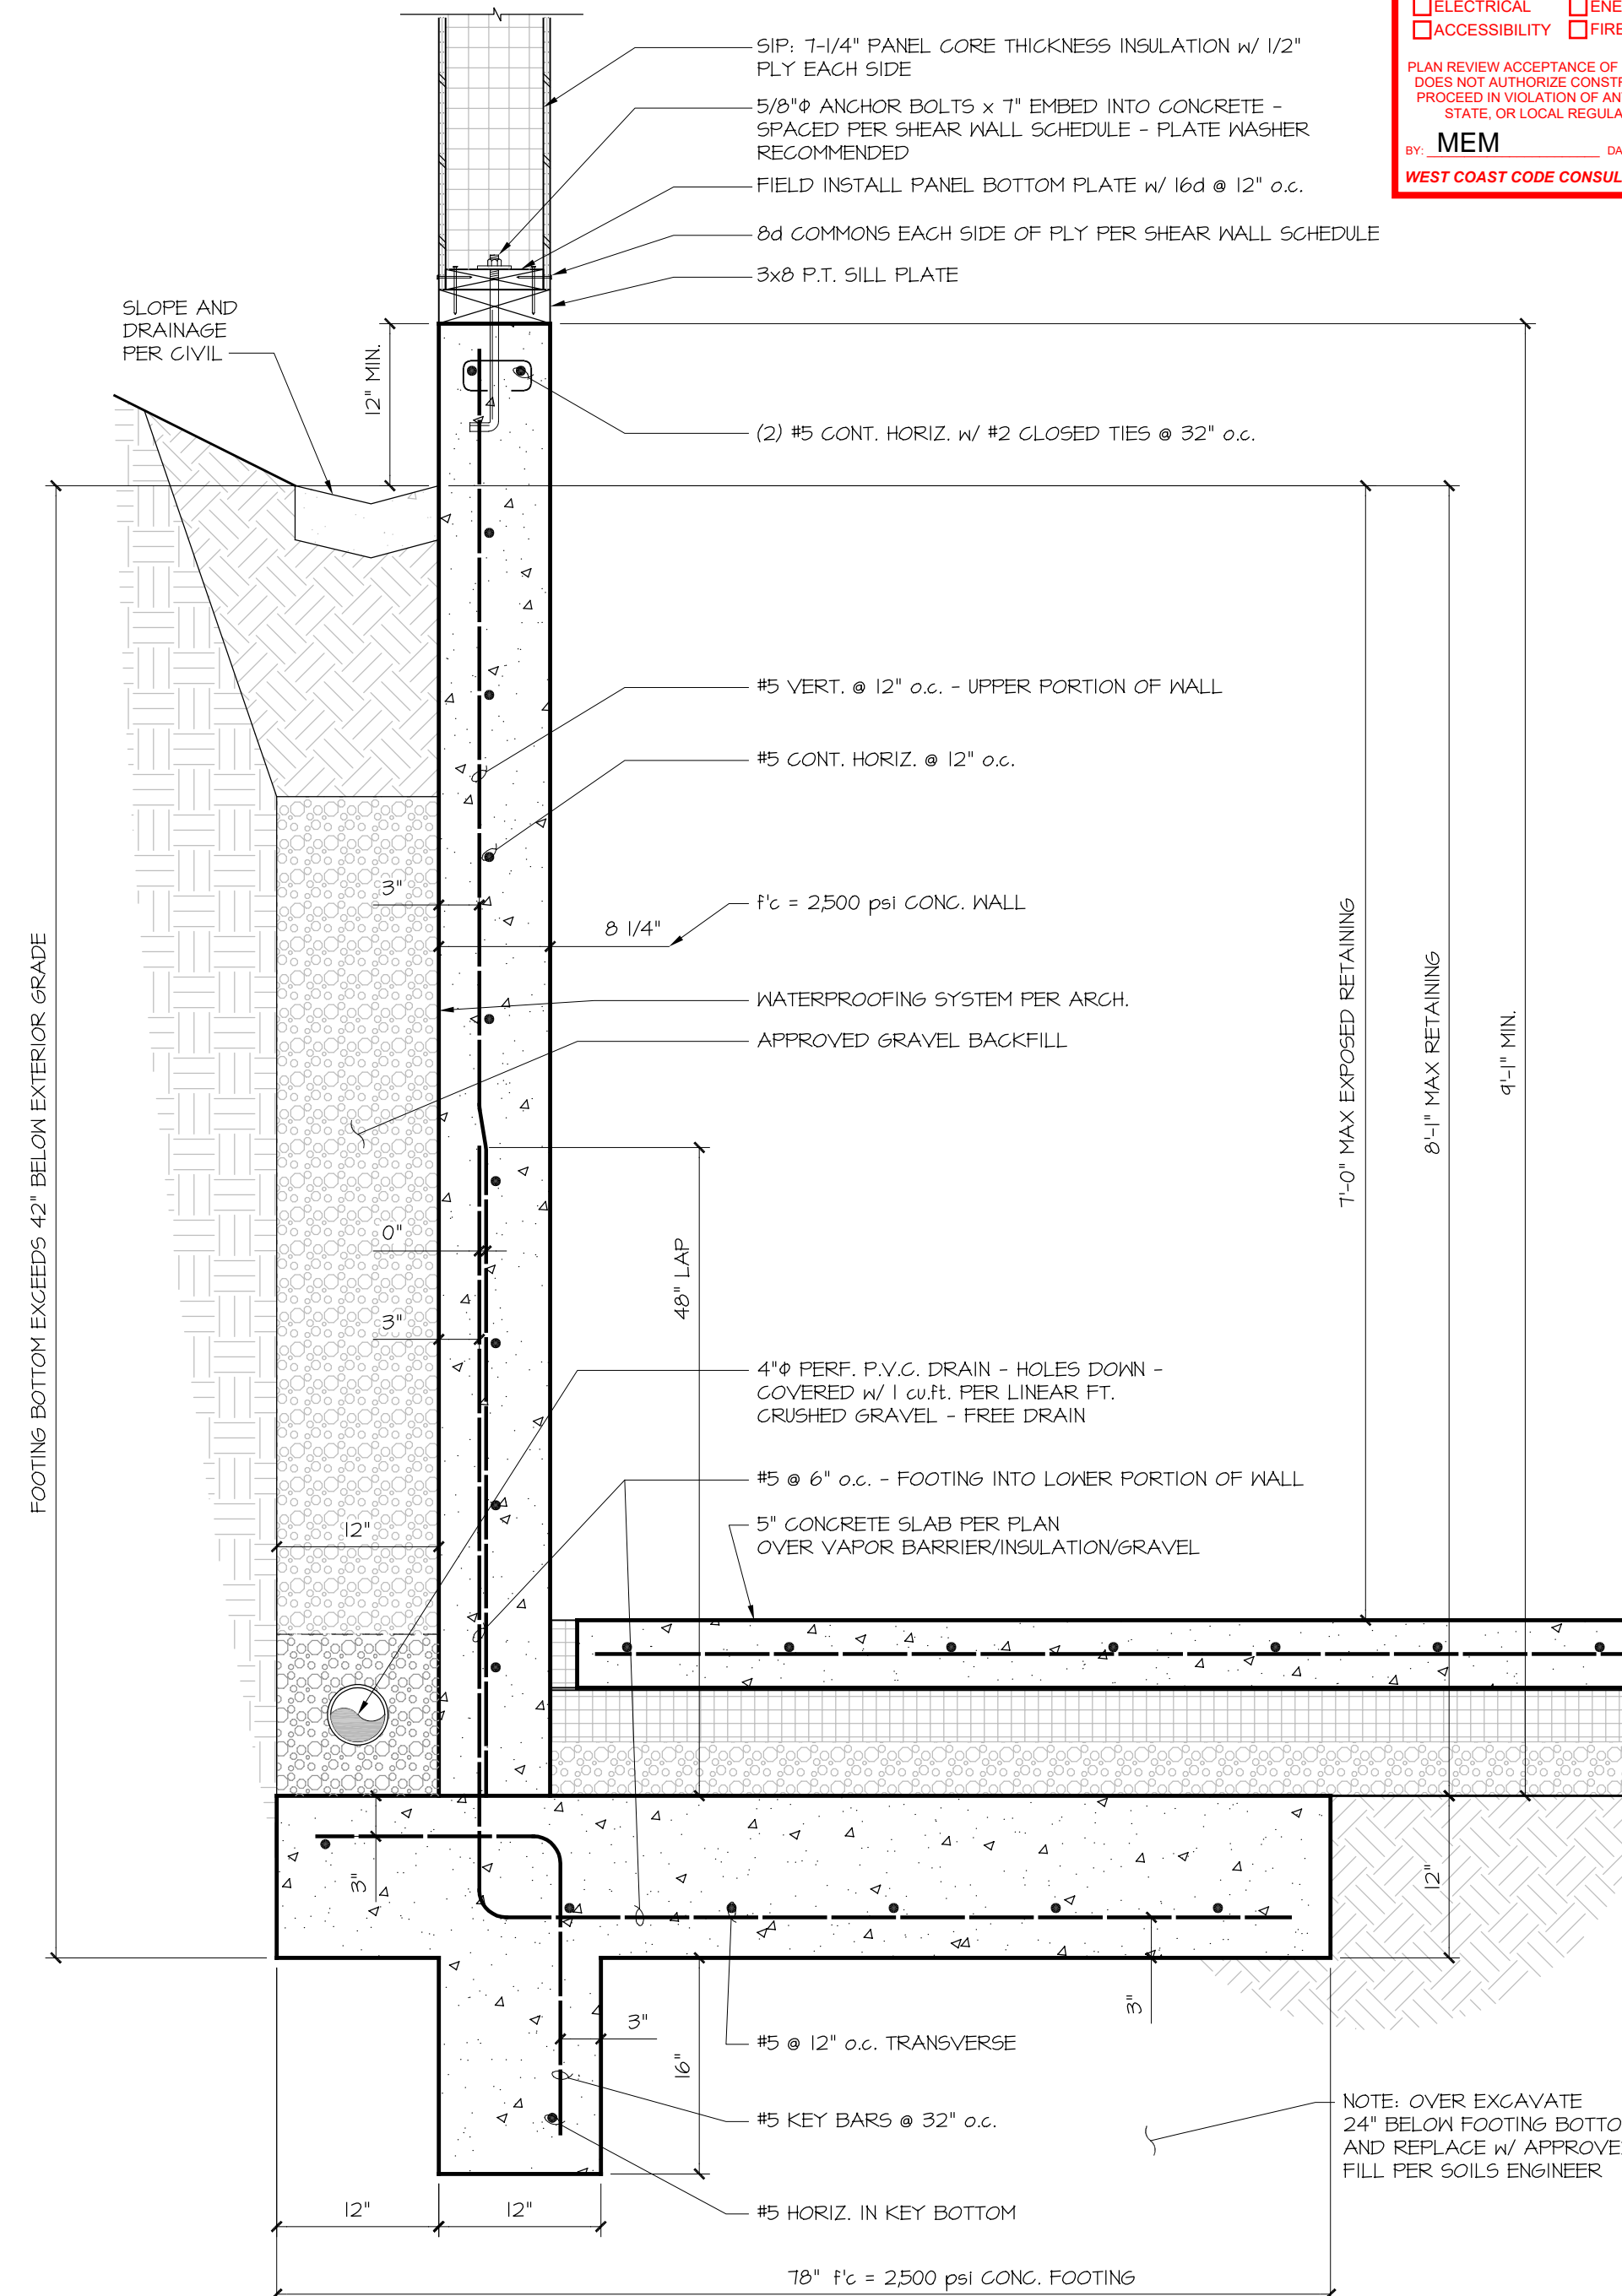 ELECTRICAL
ACCESSIBILITY
PLAN REVIEW ACCEPTANCE OF
DOES NOT AUTHORIZE
PROCEED IN VIOLATION OF
STATE, OR LOCAL
BY: MEM
WEST COAST CODE
SIP: 7-1/4" PANEL CORE THICKNESS INSULATION w/ 1/2"
PLY EACH SIDE
5/8"Φ ANCHOR BOLTS x 7" EMBED INTO CONCRETE -
SPACED PER SHEAR WALL SCHEDULE - PLATE WASHER
RECOMMENDED
FIELD INSTALL PANEL BOTTOM PLATE w/ 16d @ 12" o.c.
8d COMMONS EACH SIDE OF PLY PER SHEAR WALL SCHEDULE
3x8 P.T. SILL PLATE
SLOPE AND
DRAINAGE
PER CIVIL
12" MIN.
(2) #5 CONT. HORIZ. w/ #2 CLOSED TIES @ 32" o.c.
#5 VERT. @ 12" o.c. - UPPER PORTION OF WALL
#5 CONT. HORIZ. @ 12" o.c.
3"
f'c = 2,500 psi CONC. WALL
8 1/4"
WATERPROOFING SYSTEM PER ARCH.
APPROVED GRAVEL BACKFILL
FOOTING BOTTOM EXCEEDS 42" BELOW EXTERIOR GRADE
7'-0" MAX EXPOSED RETAINING
8'-1" MAX RETAINING
9'-1" MIN.
0"
48" LAP
3"
4"Φ PERF. P.V.C. DRAIN - HOLES DOWN -
COVERED w/ 1 cu.ft. PER LINEAR FT.
CRUSHED GRAVEL - FREE DRAIN
#5 @ 6" o.c. - FOOTING INTO LOWER PORTION OF WALL
12"
5" CONCRETE SLAB PER PLAN
OVER VAPOR BARRIER/INSULATION/GRAVEL
3"
12"
3"
3"
16"
#5 @ 12" o.c. TRANSVERSE
#5 KEY BARS @ 32" o.c.
NOTE: OVER EXCAVATE
24" BELOW FOOTING
AND REPLACE w/
FILL PER SOILS ENGINEER
12"
12"
#5 HORIZ. IN KEY BOTTOM
78" f'c = 2,500 psi CONC. FOOTING